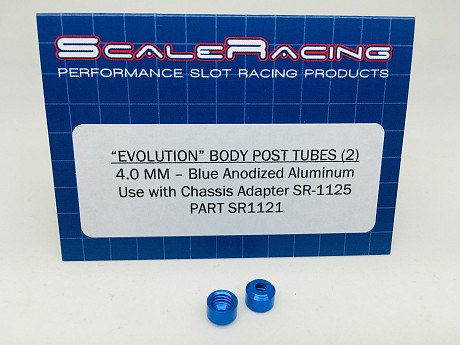 SCALERACING
PERFORMANCE SLOT RACING PRODUCTS
“EVOLUTION” BODY POST TUBES (2)
4.0 MM – Blue Anodized Aluminum
Use with Chassis Adapter SR-1125
PART SR1121